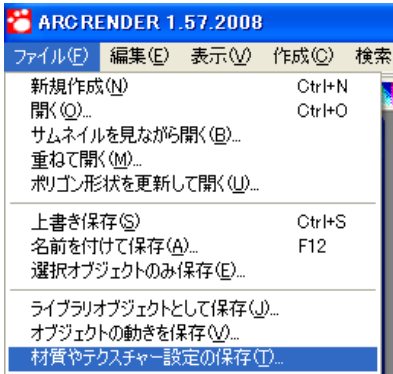 ARC RENDER 1.57.2008
ファイル(F) 編集(E) 表示(V) 作成(C) 検索
新規作成(N) Ctrl+N
開く(O)... Ctrl+O
サムネイルを見ながら開く(B)...
重ねて開く(M)...
ポリゴン形状を更新して開く(U)...
上書き保存(S) Ctrl+S
名前を付けて保存(A)... F12
選択オブジェクトのみ保存(E)...
ライブラリオブジェクトとして保存(J)...
オブジェクトの動きを保存(V)...
材質やテクスチャー設定の保存(T)...